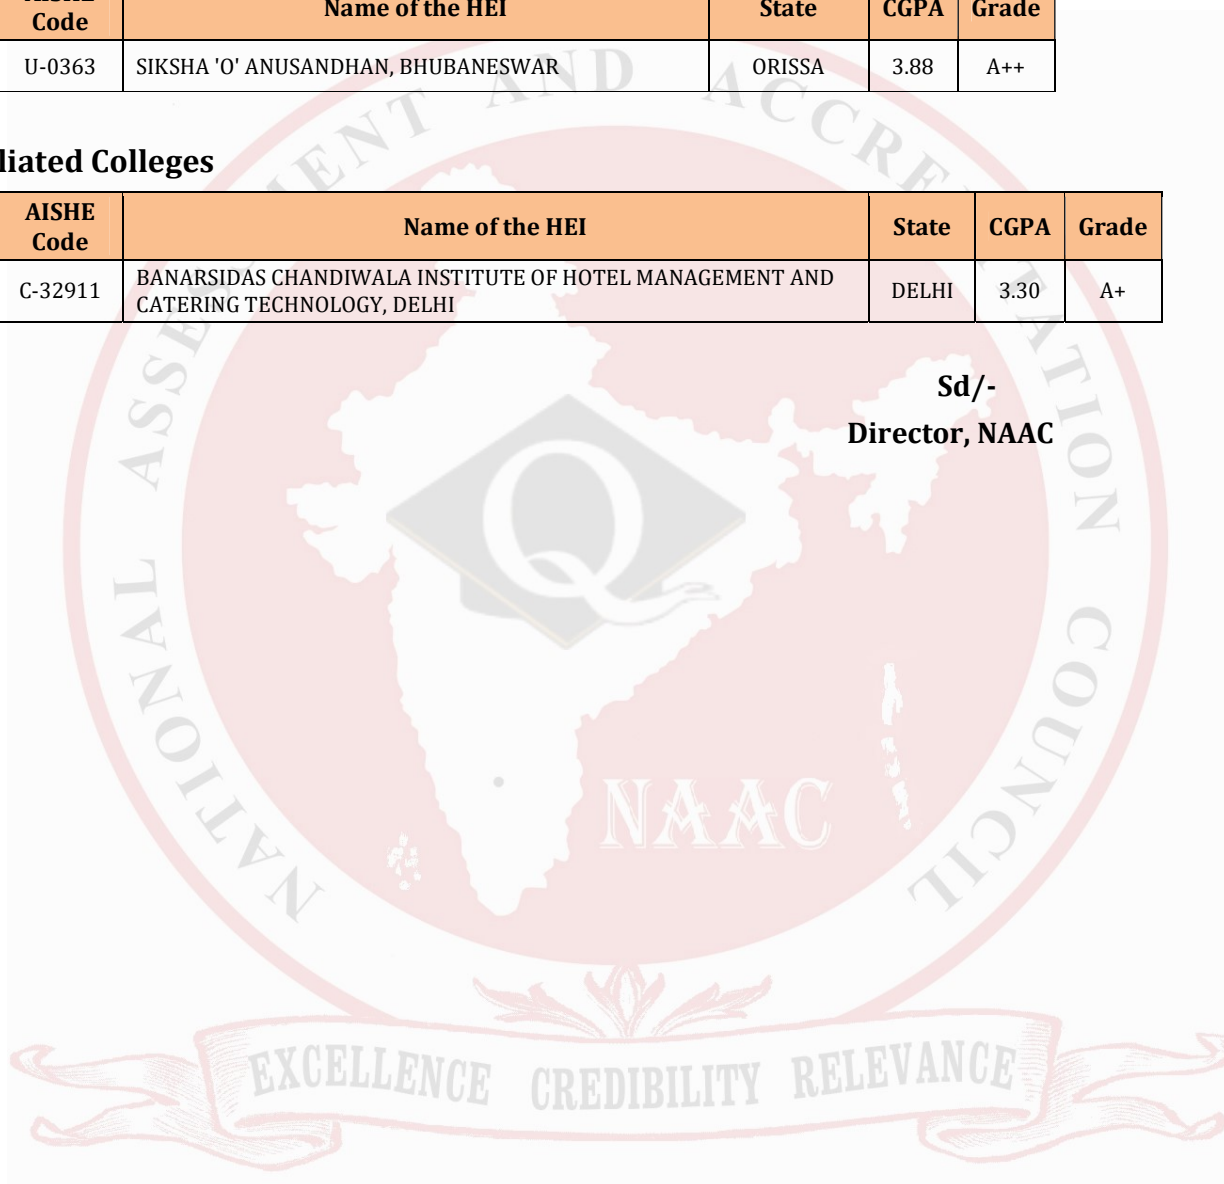 Code Name of the HEI State CGPA Grade
U-0363 SIKSHA 'O' ANUSANDHAN, BHUBANESWAR ORISSA 3.88 A++
liated Colleges
AISHE
Code Name of the HEI State CGPA Grade
C-32911 BANARSIDAS CHANDIWALA INSTITUTE OF HOTEL MANAGEMENT AND
CATERING TECHNOLOGY, DELHI DELHI 3.30 A+
Sd/-
Director, NAAC
NATIONAL ASSESSMENT AND ACCREDITATION COUNCIL
Q
NAAC
EXCELLENCE CREDIBILITY RELEVANCE